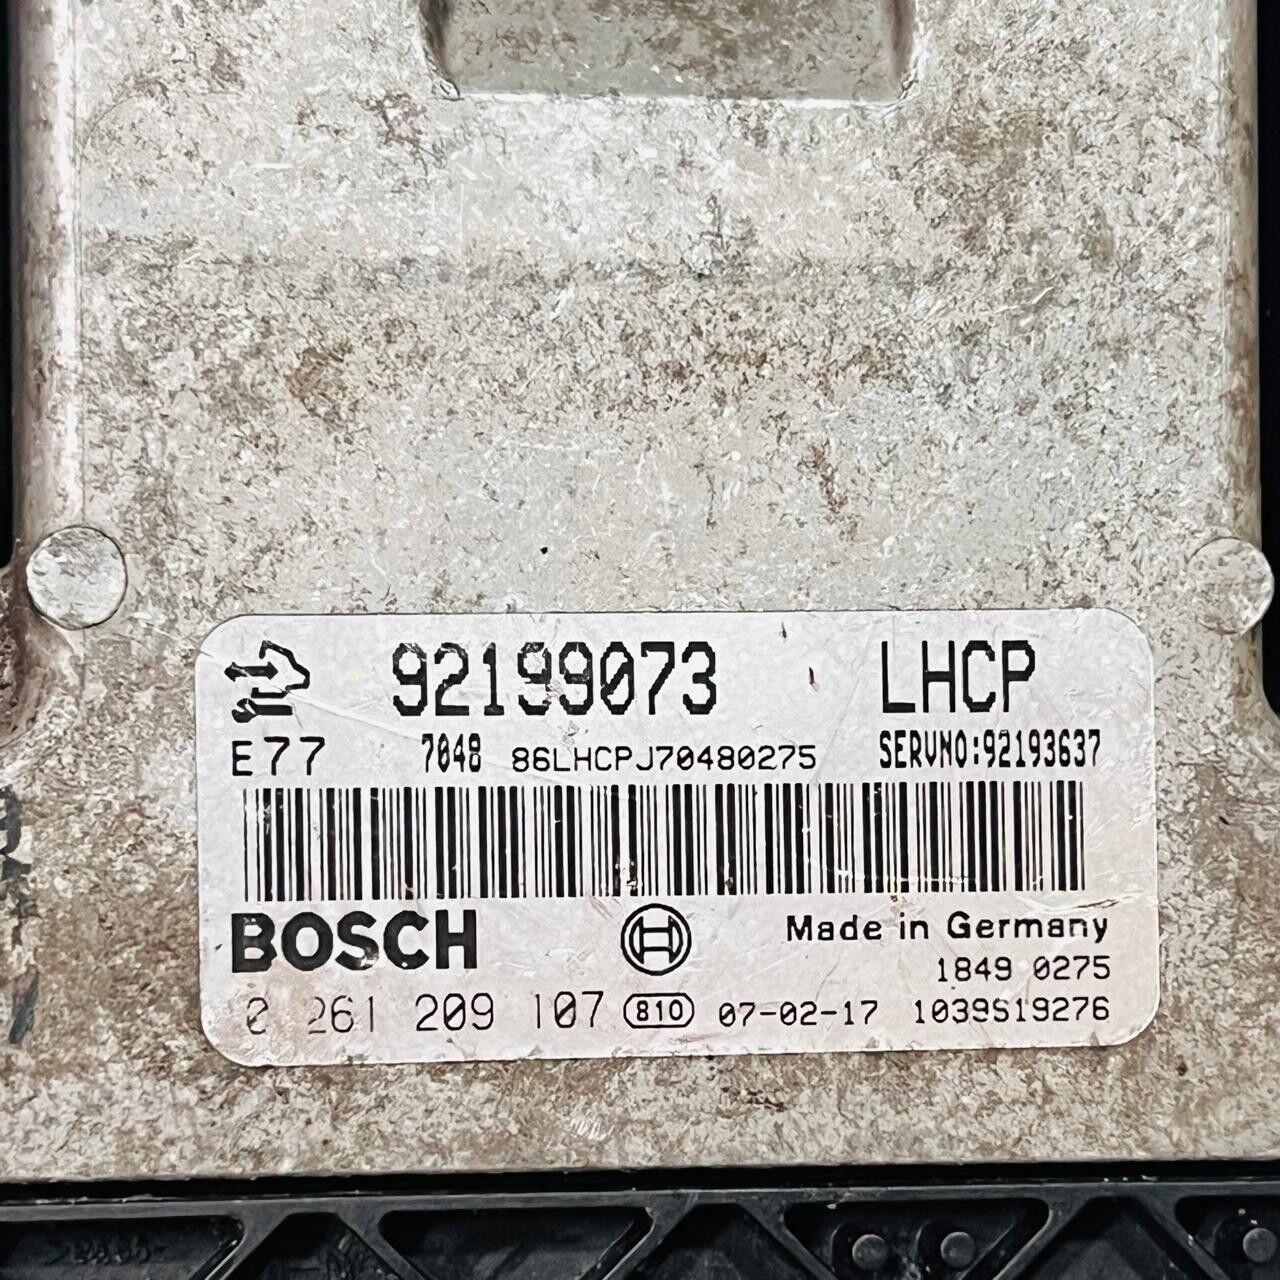 92199073 LHCP
E77 7048 86LHCPJ70480275 SERVNO:92193637
BOSCH Made in Germany
1849 0275
0 261 209 107 810 07-02-17 1039S19276